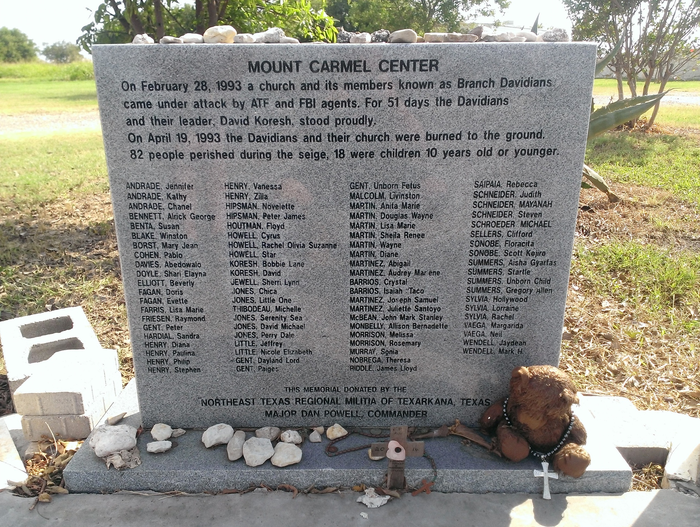 MOUNT CARMEL CENTER
On February 28, 1993 a church and its members known as Branch Davidians
came under attack by ATF and FBI agents. For 51 days the Davidians
and their leader, David Koresh, stood proudly.
On April 19, 1993 the Davidians and their church were burned to the ground.
82 people perished during the seige, 18 were children 10 years old or younger.
ANDRADE, Jennifer
ANDRADE, Kathy
ANDRADE, Chanel
BENNETT, Alrick George
BENTA, Susan
BLAKE, Winston
BORST, Mary Jean
COHEN, Pablo
DAVIES, Abedowalo
DOYLE, Shari Elayna
ELLIOTT, Beverly
FAGAN, Doris
FAGAN, Evette
FARRIS, Lisa Marie
FRIESEN, Raymond
GENT, Peter
HARDIAL, Sandra
HENRY, Diana
HENRY, Paulina
HENRY, Philip
HENRY, Stephen
HENRY, Vanessa
HENRY, Zilla
HIPSMAN, Novelette
HIPSMAN, Peter James
HOUTMAN, Floyd
HOWELL, Cyrus
HOWELL, Rachel Olivia Suzanne
HOWELL, Star
KORESH, Bobbie Lane
KORESH, David
JEWELL, Sherri Lynn
JONES, Chica
JONES, Little One
THIBODEAU, Michelle
JONES, Serenity Sea
JONES, David Michael
JONES, Perry Dale
LITTLE, Jeffrey
LITTLE, Nicole Elizabeth
GENT, Dayland
GENT, Paiges
GENT, Unborn Fetus
MALCOLM, Livinston
MARTIN, Anita Marie
MARTIN, Douglas Wayne
MARTIN, Lisa Marie
MARTIN, Sheila Renee
MARTIN, Wayne
MARTIN, Diane
MARTINEZ, Abigail
MARTINEZ, Audrey Marlene
BARRIOS, Crystal
BARRIOS, Isaiah "Taco
MARTINEZ, Joseph Samuel
MARTINEZ, Juliette Santoyo
McBEAN, John Mark Stanley
MONBELLY, Allison Bernadette
MORRISON, Melissa
MORRISON, Rosemary
MURRAY, Sonia
NOBREGA, Theresa
RIDDLE, James Lloyd
SAIPAIA, Rebecca
SCHNEIDER, Judith
SCHNEIDER, MAYANAH
SCHNEIDER, Steven
SCHROEDER, MICHAEL
SELLERS, Clifford
SONOBE, Floracita
SONOBE, Scott Kejiro
SUMMERS, Aisha Gyarfas
SUMMERS, Startle
SUMMERS, Unborn Child
SUMMERS, Gregory Allen
SYLVIA, Hollywood
SYLVIA, Lorraine
SYLVIA, Rachel
VAEGA, Margarida
VAEGA, Neil
WENDELL, Jaydean
WENDELL, Mark H.
THIS MEMORIAL DONATED BY THE
"NORTHEAST TEXAS REGIONAL MILITIA OF TEXARKANA, TEXAS
MAJOR DAN POWELL, COMMANDER